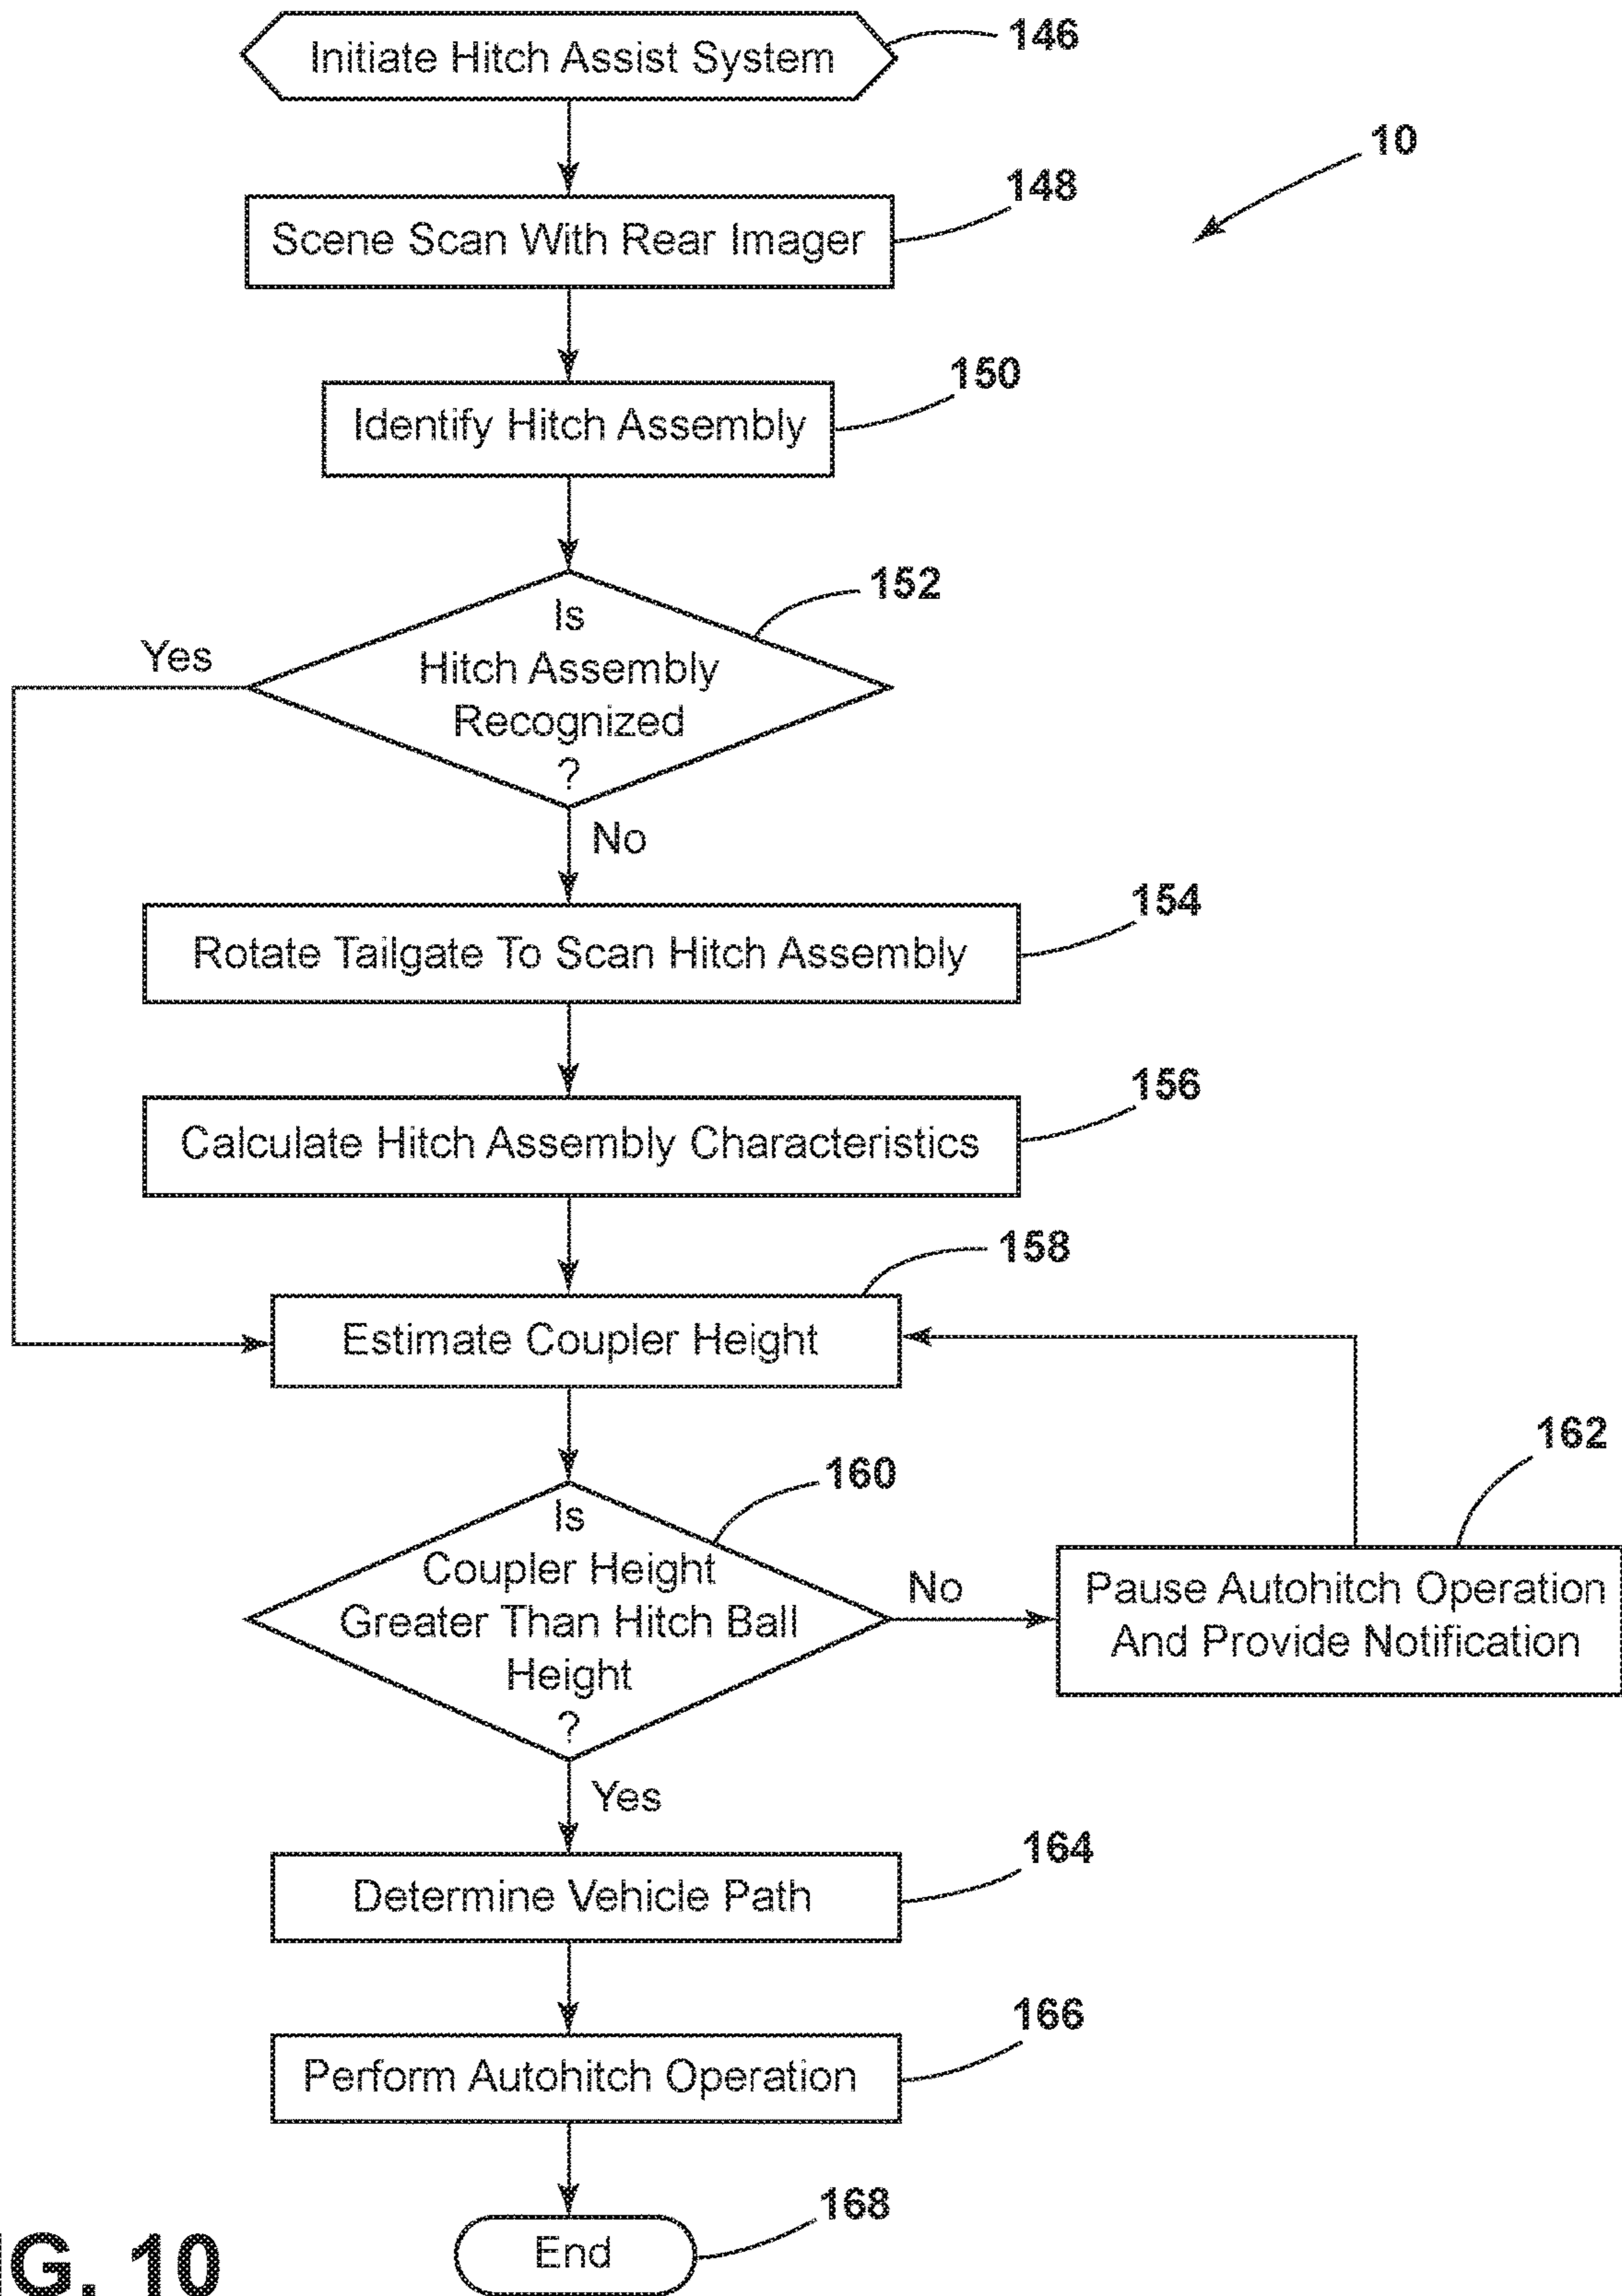 Initiate Hitch Assist System
146
10
148
Scene Scan With Rear Imager
150
Identify Hitch Assembly
152
Is
Hitch Assembly
Recognized
?
Yes
No
154
Rotate Tailgate To Scan Hitch Assembly
156
Calculate Hitch Assembly Characteristics
158
Estimate Coupler Height
160
Is
Coupler Height
Greater Than Hitch Ball
Height
?
No
162
Pause Autohitch Operation
And Provide Notification
Yes
164
Determine Vehicle Path
166
Perform Autohitch Operation
168
End
IG. 10